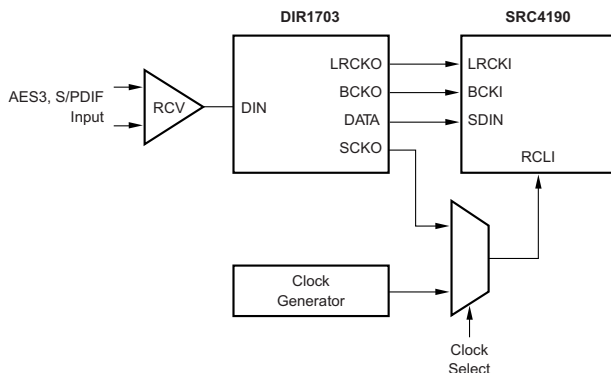 DIR1703
SRC4190
AES3, S/PDIF
Input
RCV
DIN
LRCKO
BCKO
DATA
SCKO
LRCKI
BCKI
SDIN
RCLI
Clock
Generator
Clock
Select